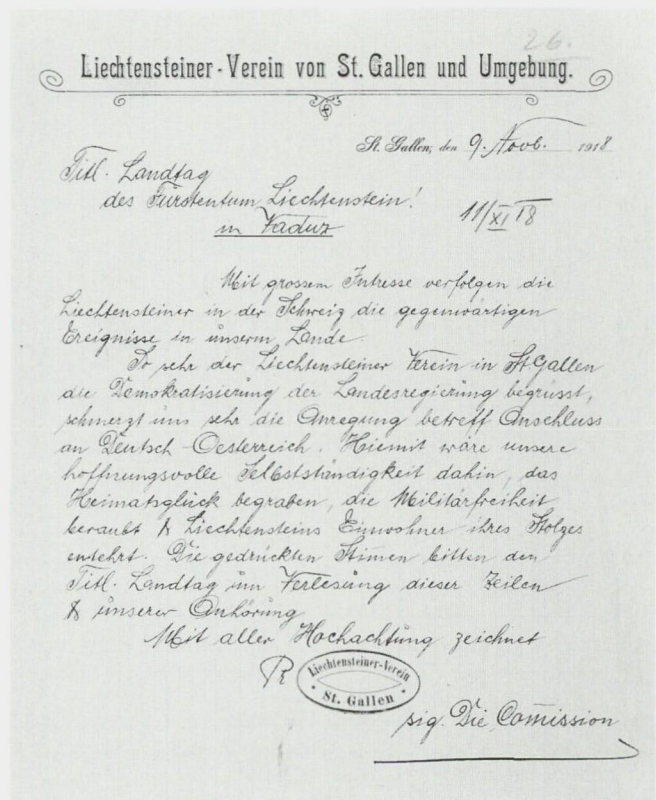 26.
Liechtensteiner-Verein von St. Gallen und Umgebung.
St. Gallen, den 9. Novb. 1918
Titl. Landtag
des Fürstentum Liechtenstein!
in Vaduz
11/XI 18
Mit grossem Intresse verfolgen die
Liechtensteiner in der Schweiz die gegenwärtigen
Ereignisse in unserm Lande
So sehr der Liechtensteiner Verein in St Gallen
die Demokratisierung der Landesregierung begrüsst,
schmerzt uns sehr die Anregung betreff Anschluss
an Deutsch-Oesterreich. Hiemit wäre unsere
hoffnungsvolle Selbstständigkeit dahin, das
Heimatsglück begraben, die Militärfreiheit
beraubt & Liechtensteins Einwohner ihres Stolzes
entehrt. Die gedrückten Stimen bitten den
Titl. Landtag um Verlesung dieser Zeilen
& unserer Anhörung
Mit aller Hochachtung zeichnet
Liechtensteiner-Verein
St. Gallen
sig. Die Comission